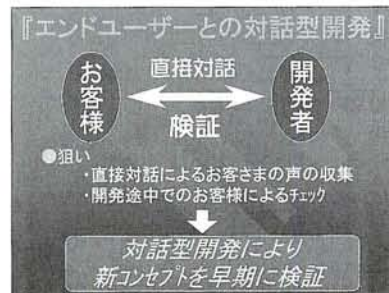 『エンドユーザーとの対話型開発』
お客様
直接対話
検証
開発者
●狙い
・直接対話によるお客さまの声の収集
・開発途中でのお客様によるチェック
対話型開発により
新コンセプトを早期に検証